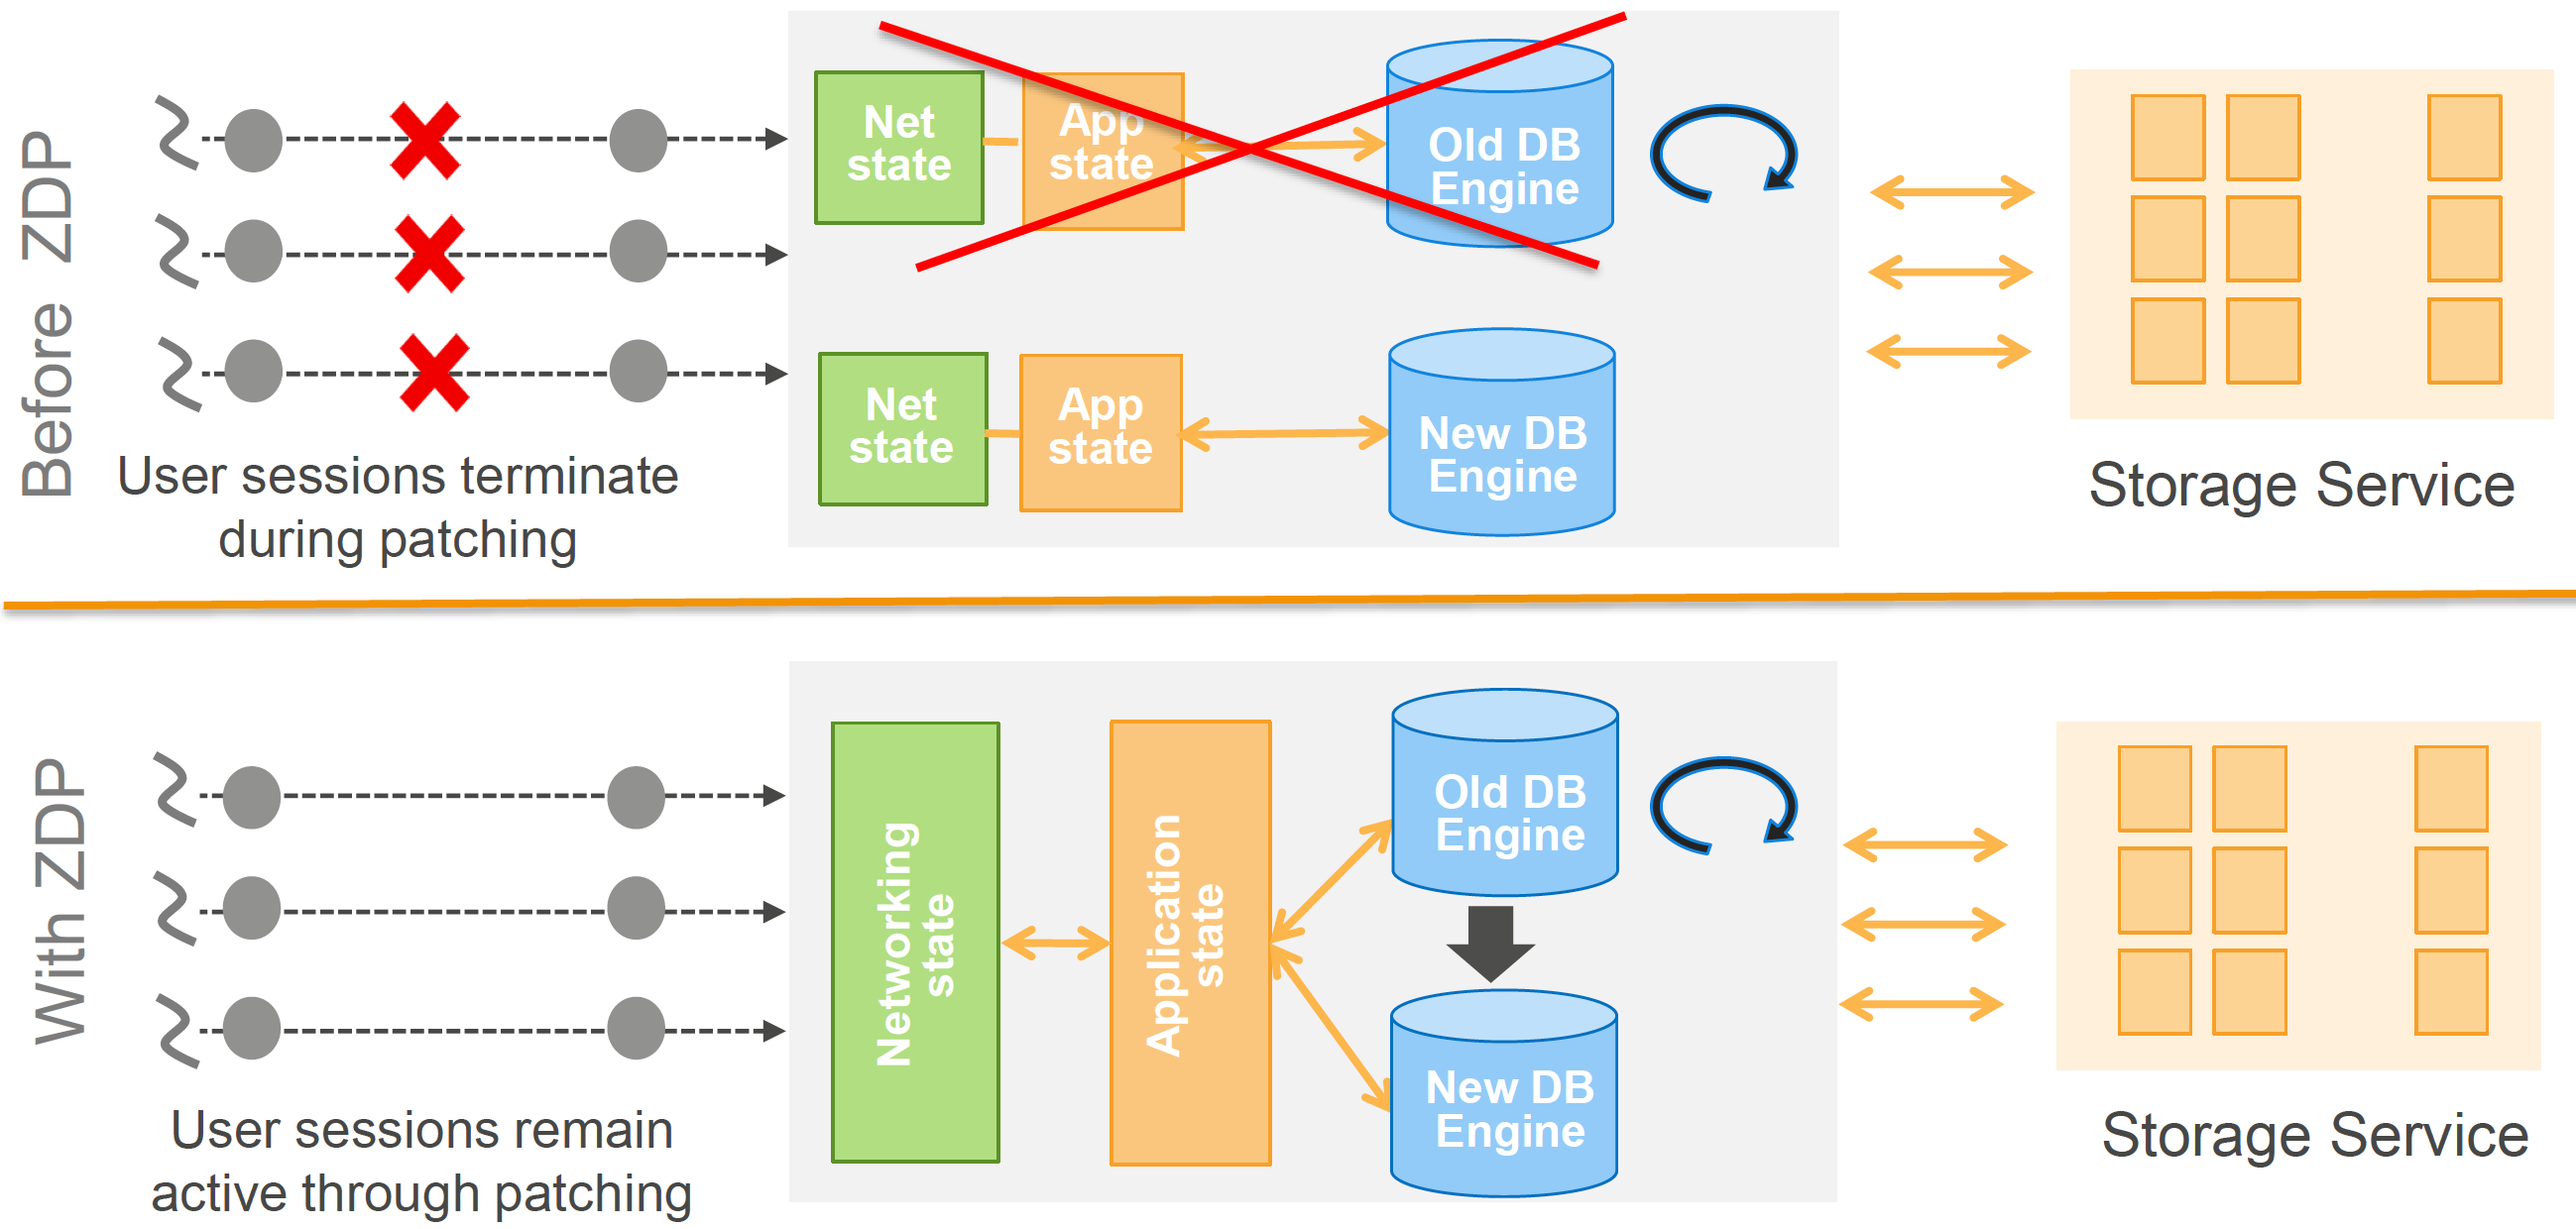 Before ZDP
User sessions terminate
during patching
Net
state
App
state
Old DB
Engine
Net
state
App
state
New DB
Engine
Storage Service
With ZDP
User sessions remain
active through patching
Networking
state
Application
state
Old DB
Engine
New DB
Engine
Storage Service